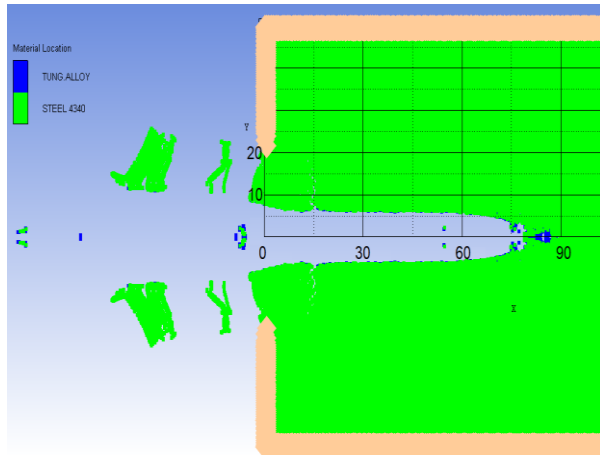 Material Location
TUNG.ALLOY
STEEL 4340
Y
20
10
0
30
60
90
X